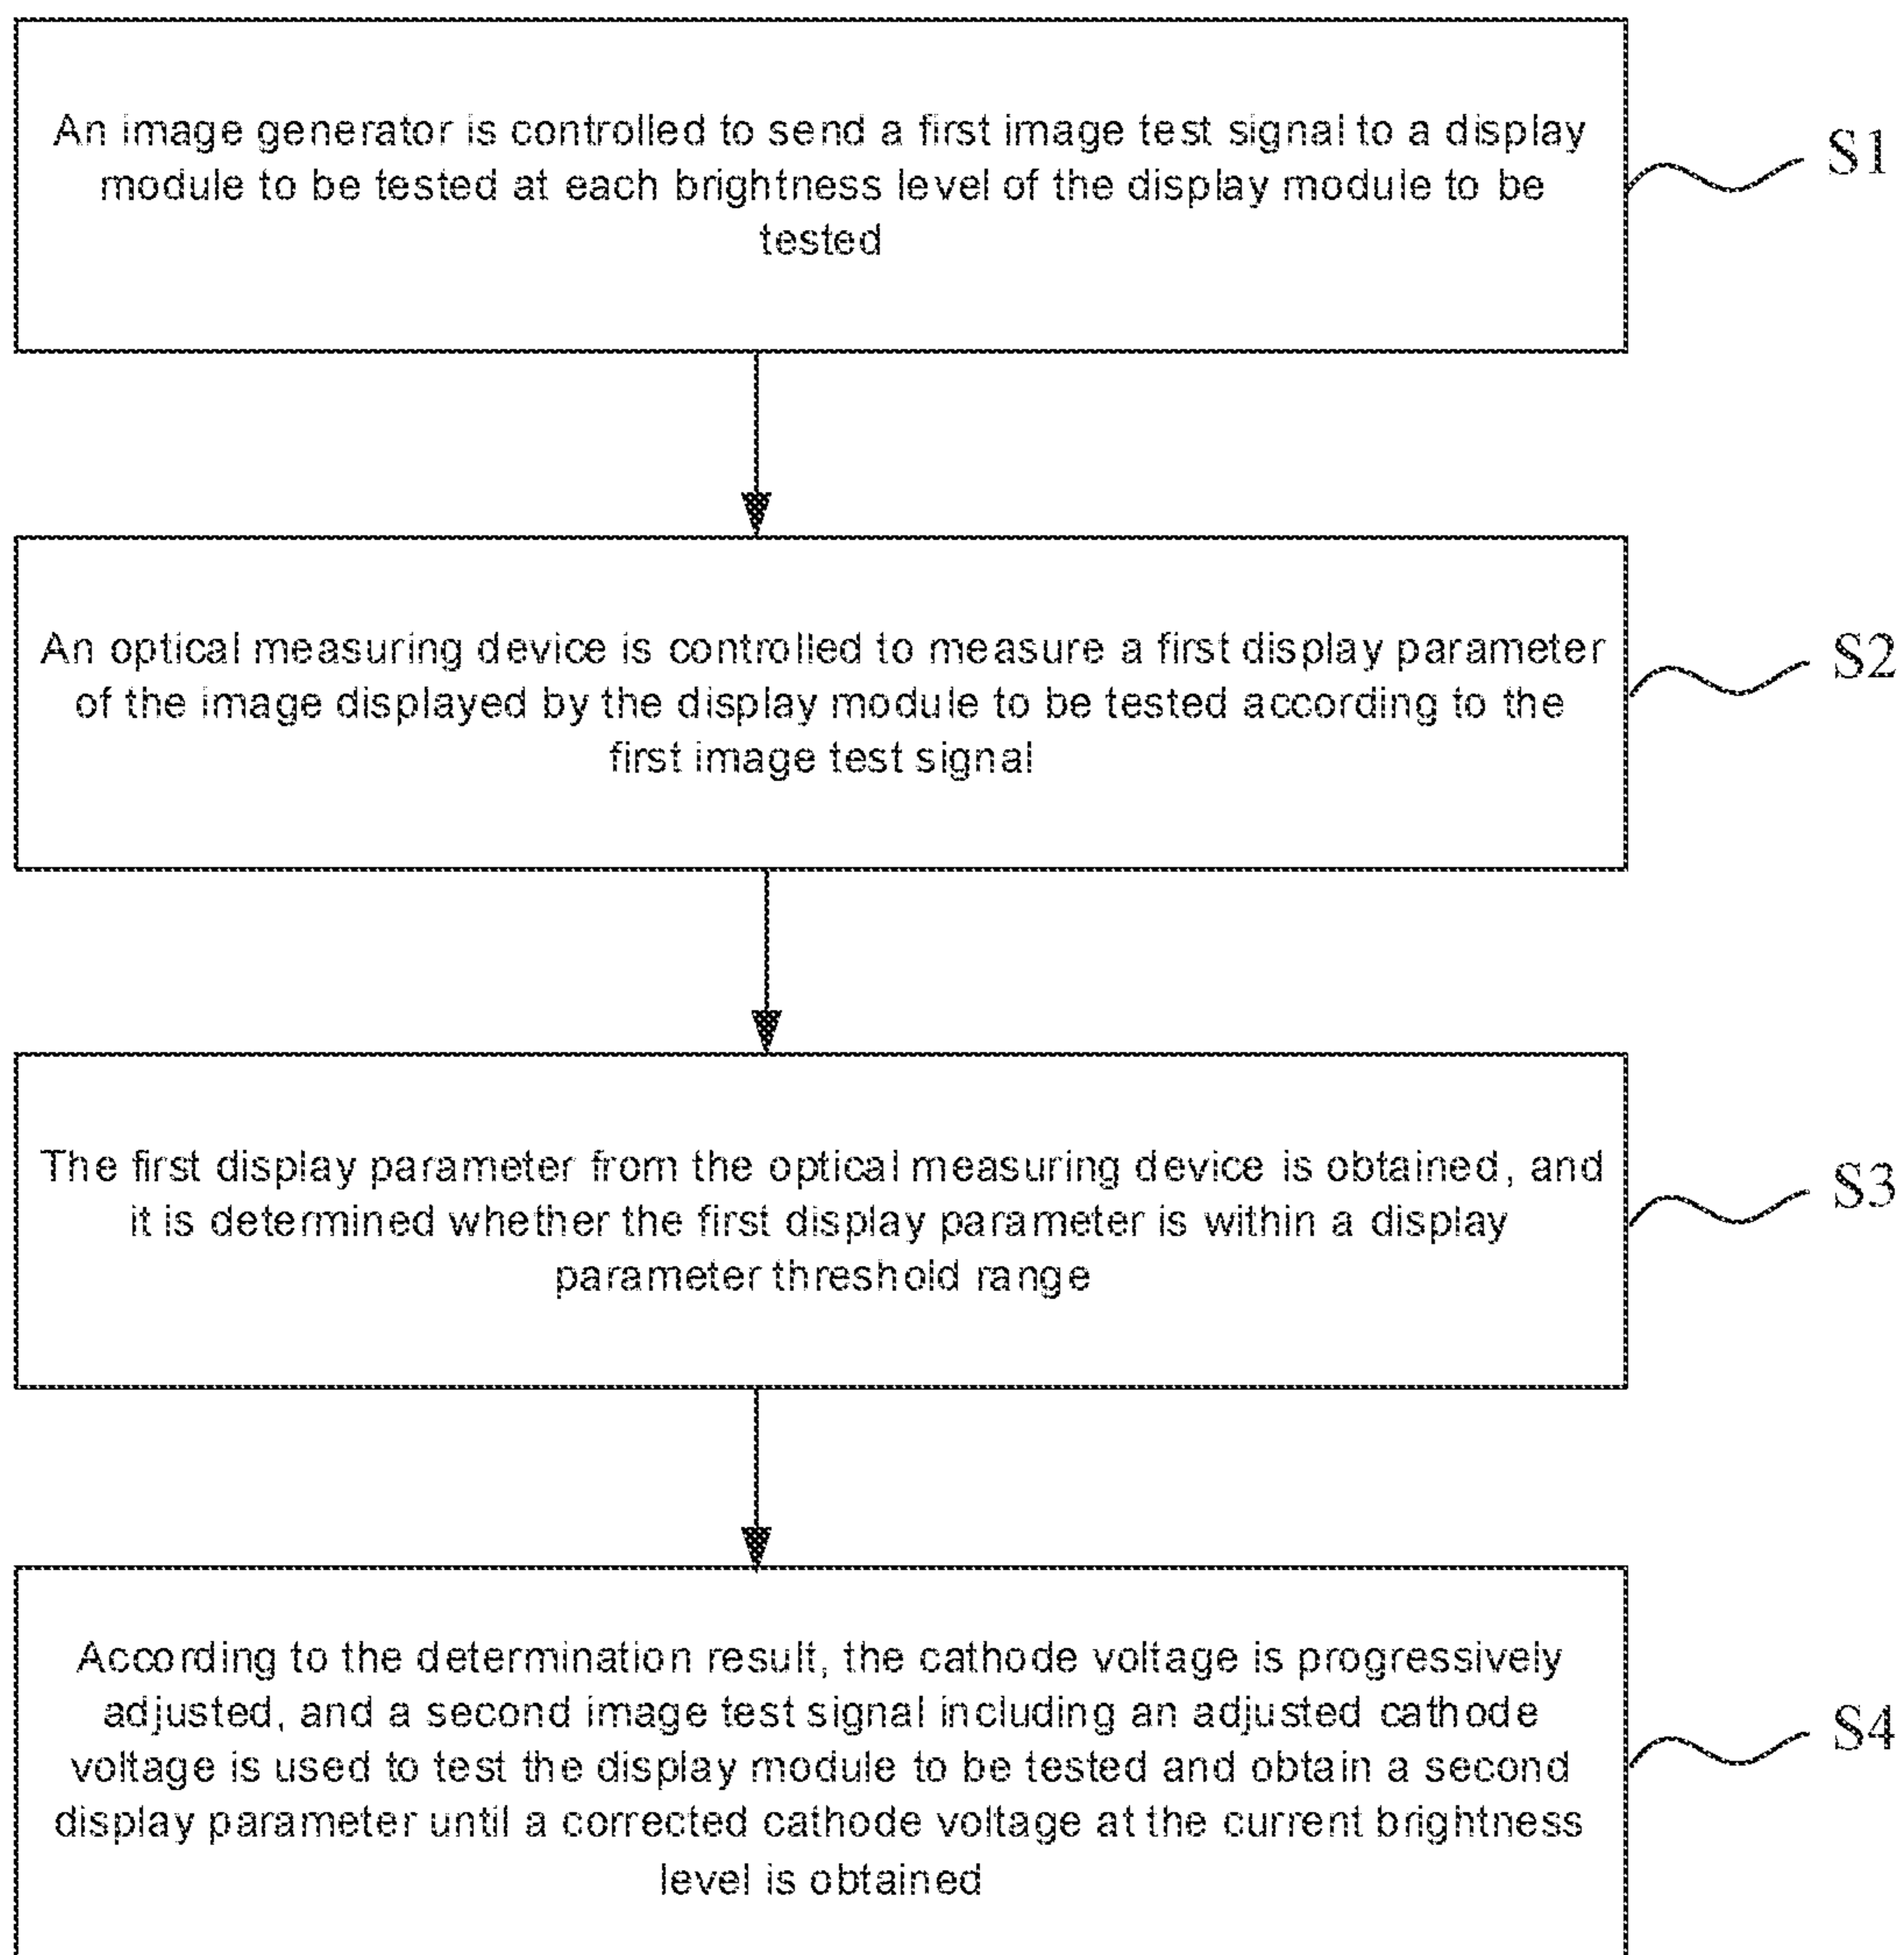 An image generator is controlled to send a first image test signal to a display
module to be tested at each brightness level of the display module to be
tested
S1
An optical measuring device is controlled to measure a first display parameter
of the image displayed by the display module to be tested according to the
first image test signal
S2
The first display parameter from the optical measuring device is obtained, and
it is determined whether the first display parameter is within a display
parameter threshold range
S3
According to the determination result, the cathode voltage is progressively
adjusted, and a second image test signal including an adjusted cathode
voltage is used to test the display module to be tested and obtain a second
display parameter until a corrected cathode voltage at the current brightness
level is obtained
S4